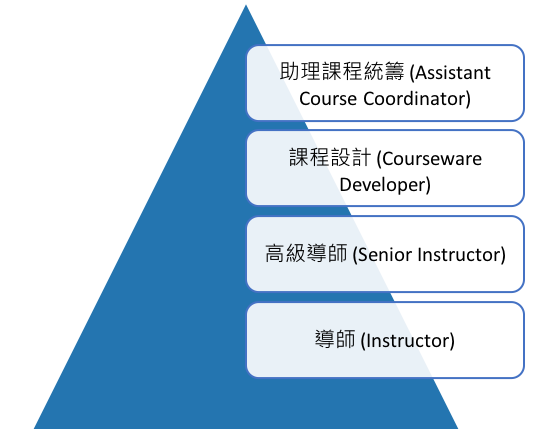 助理課程統籌 (Assistant
Course Coordinator)
課程設計 (Courseware
Developer)
高級導師 (Senior Instructor)
導師 (Instructor)